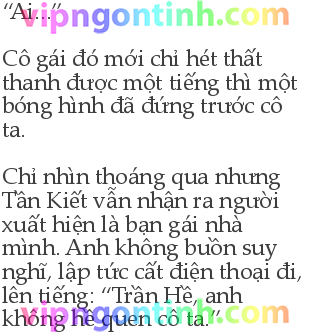 “Ai...”
vipngontinh.com
Cô gái đó mới chỉ hét thất
thanh được một tiếng thì một
bóng hình đã đứng trước cô
ta.
Chỉ nhìn thoáng qua nhưng
Tân Kiết vẫn nhận ra người
xuất hiện là bạn gái nhà
mình. Anh không buồn suy
nghĩ, lập tức cất điện thoại đi,
lên tiếng: “Trần Hề, anh
không hề quen cô ta.”
vipngontinh.com